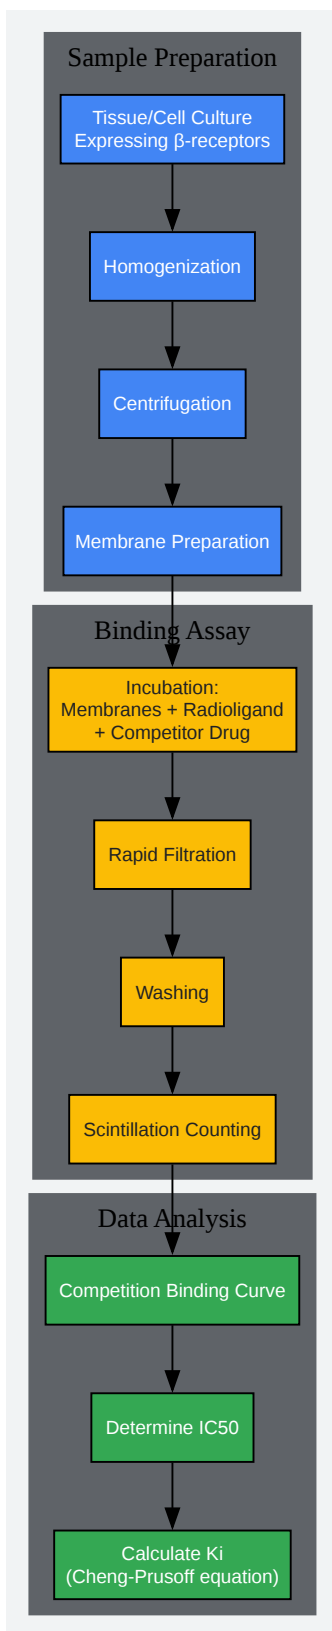 Sample Preparation
Tissue/Cell Culture
Expressing β-receptors
Homogenization
Centrifugation
Membrane Preparation
Binding Assay
Incubation:
Membranes + Radioligand
+ Competitor Drug
Rapid Filtration
Washing
Scintillation Counting
Data Analysis
Competition Binding Curve
Determine IC50
Calculate Ki
(Cheng-Prusoff equation)